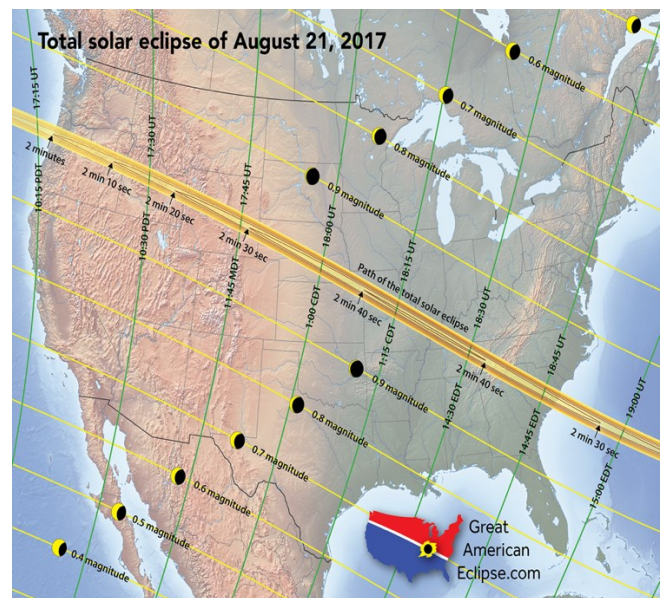 Total solar eclipse of August 21, 2017
0.6 magnitude
0.7 magnitude
0.8 magnitude
0.9 magnitude
17:15 UT
17:30 UT
17:45 UT
18:00 UT
18:15 UT
18:30 UT
18:45 UT
19:00 UT
2 minutes
2 min 10 sec
2 min 20 sec
2 min 30 sec
Path of the total solar eclipse
2 min 40 sec
2 min 40 sec
2 min 30 sec
10:15 PDT
10:30 PDT
11:45 MDT
1:00 CDT
1:15 CDT
14:30 EDT
14:45 EDT
15:00 EDT
0.9 magnitude
0.8 magnitude
0.7 magnitude
0.6 magnitude
0.5 magnitude
0.4 magnitude
Great
American
Eclipse.com